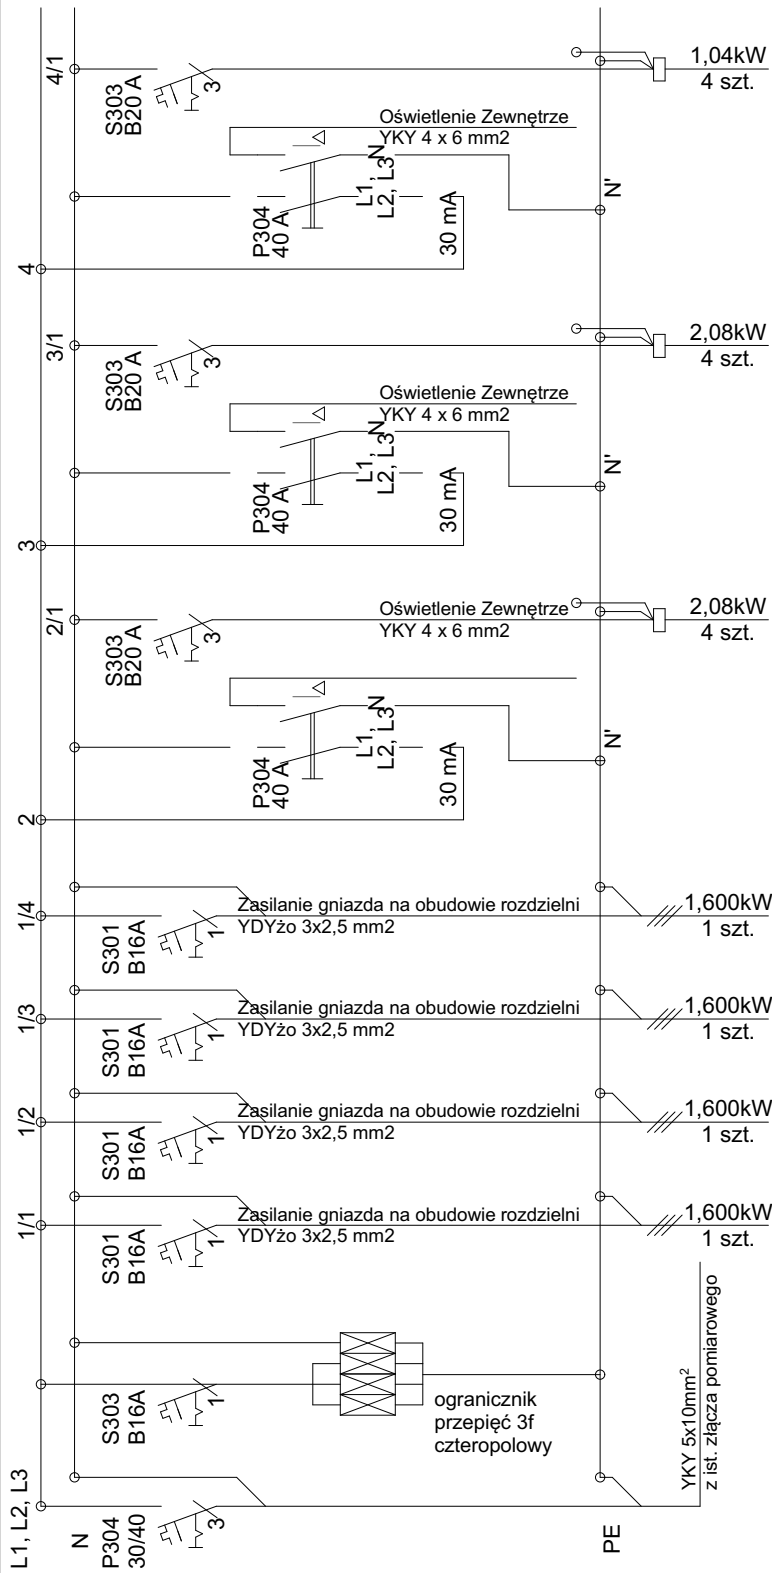 4/1
S303
B20 A
3
1,04kW
4 szt.
Oświetlenie Zewnętrze
YKY 4 x 6 mm2
P304
40 A
L1,
L2, L3
N
30 mA
N'
4
3/1
S303
B20 A
3
2,08kW
4 szt.
Oświetlenie Zewnętrze
YKY 4 x 6 mm2
P304
40 A
L1,
L2, L3
N
30 mA
N'
3
2/1
S303
B20 A
3
Oświetlenie Zewnętrze
YKY 4 x 6 mm2
2,08kW
4 szt.
P304
40 A
L1,
L2, L3
N
30 mA
N'
2
1/4
S301
B16A
1
Zasilanie gniazda na obudowie rozdzielni
YDYżo 3x2,5 mm2
1,600kW
1 szt.
1/3
S301
B16A
1
Zasilanie gniazda na obudowie rozdzielni
YDYżo 3x2,5 mm2
1,600kW
1 szt.
1/2
S301
B16A
1
Zasilanie gniazda na obudowie rozdzielni
YDYżo 3x2,5 mm2
1,600kW
1 szt.
1/1
S301
B16A
1
Zasilanie gniazda na obudowie rozdzielni
YDYżo 3x2,5 mm2
1,600kW
1 szt.
S303
B16A
1
ogranicznik
przepięć 3f
czteropolowy
YKY 5x10mm²
z ist. złącza pomiarowego
L1, L2, L3
N
P304
30/40
3
PE